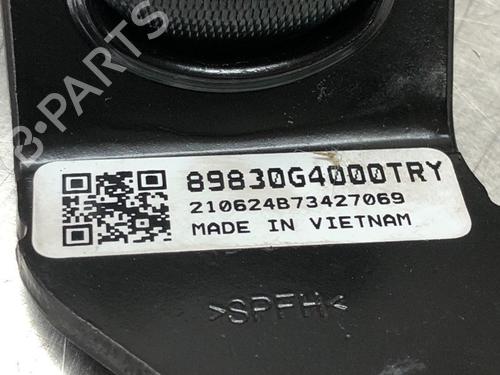 B-PARTS
89830G4000TRY
210624B73427069
MADE IN VIETNAM
>SPFH<